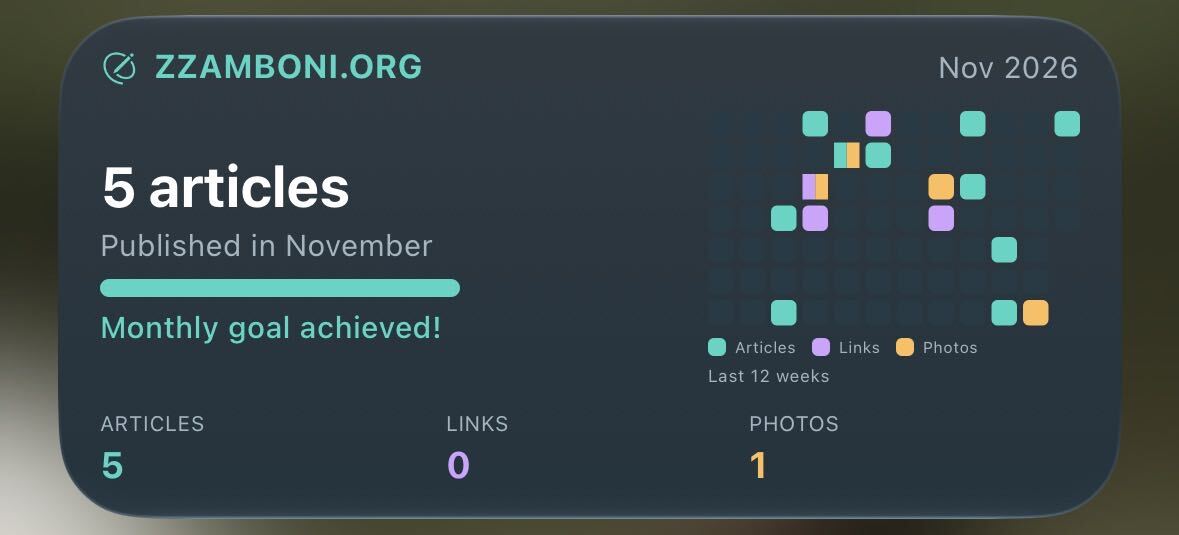 ZZAMBONI.ORG
Nov 2026
5 articles
Published in November
Monthly goal achieved!
Articles Links Photos
Last 12 weeks
ARTICLES
5
LINKS
0
PHOTOS
1